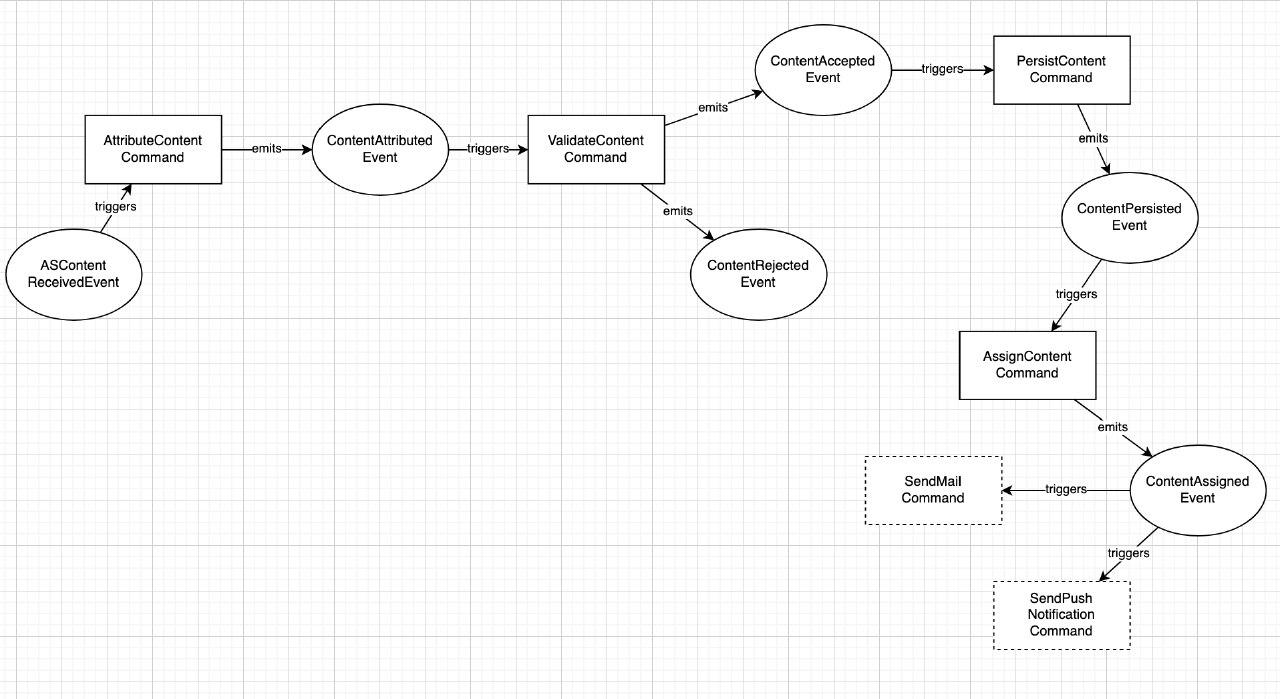 ContentAccepted
Event
triggers
PersistContent
Command
emits
AttributeContent
Command
emits
ContentAttributed
Event
triggers
ValidateContent
Command
emits
triggers
emits
ContentPersisted
Event
ASContent
ReceivedEvent
ContentRejected
Event
triggers
AssignContent
Command
emits
SendMail
Command
triggers
ContentAssigned
Event
triggers
SendPush
Notification
Command